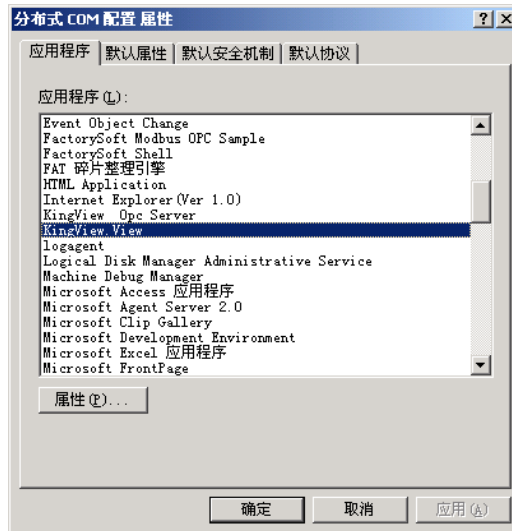 分布式 COM 配置 属性
应用程序 默认属性 默认安全机制 默认协议
应用程序(L):
Event Object Change
FactorySoft Modbus OPC Sample
FactorySoft Shell
FAT 碎片整理引擎
HTML Application
Internet Explorer(Ver 1.0)
KingView Opc Server
KingView.View
logagent
Logical Disk Manager Administrative Service
Machine Debug Manager
Microsoft Access 应用程序
Microsoft Agent Server 2.0
Microsoft Clip Gallery
Microsoft Development Environment
Microsoft Excel 应用程序
Microsoft FrontPage
属性(P)...
确定 取消 应用(A)